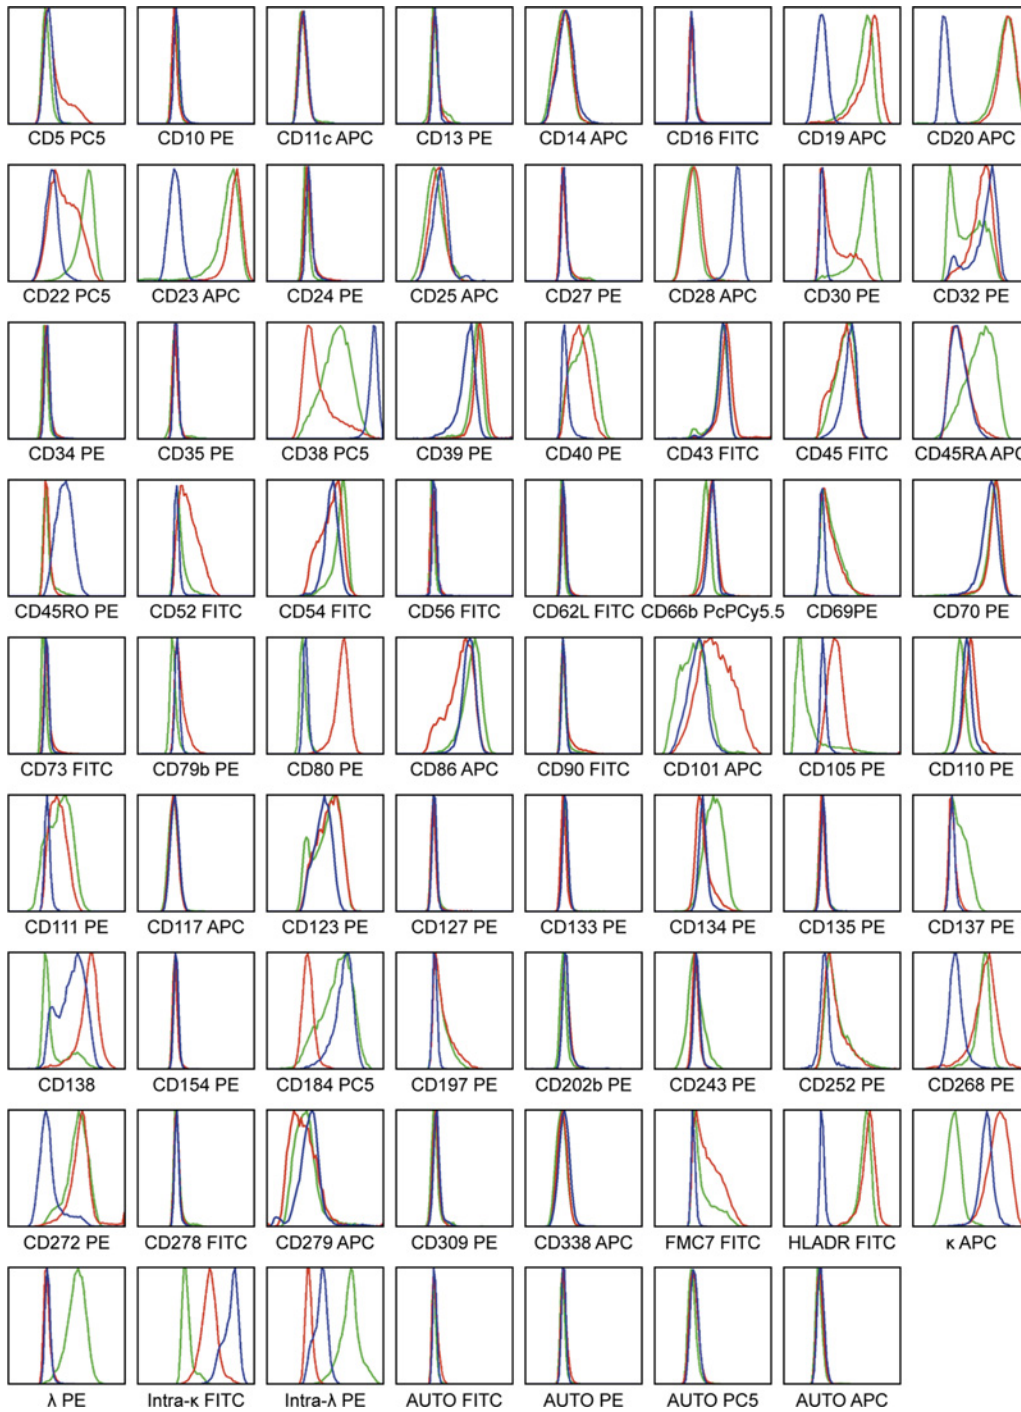 CD5 PC5 CD10 PE CD11c APC CD13 PE CD14 APC CD16 FITC CD19 APC CD20 APC
CD22 PC5 CD23 APC CD24 PE CD25 APC CD27 PE CD28 APC CD30 PE CD32 PE
CD34 PE CD35 PE CD38 PC5 CD39 PE CD40 PE CD43 FITC CD45 FITC CD45RA APC
CD45RO PE CD52 FITC CD54 FITC CD56 FITC CD62L FITC CD66b PcPCy5.5 CD69PE CD70 PE
CD73 FITC CD79b PE CD80 PE CD86 APC CD90 FITC CD101 APC CD105 PE CD110 PE
CD111 PE CD117 APC CD123 PE CD127 PE CD133 PE CD134 PE CD135 PE CD137 PE
CD138 CD154 PE CD184 PC5 CD197 PE CD202b PE CD243 PE CD252 PE CD268 PE
CD272 PE CD278 FITC CD279 APC CD309 PE CD338 APC FMC7 FITC HLADR FITC κ APC
λ PE Intra-κ FITC Intra-λ PE AUTO FITC AUTO PE AUTO PC5 AUTO APC